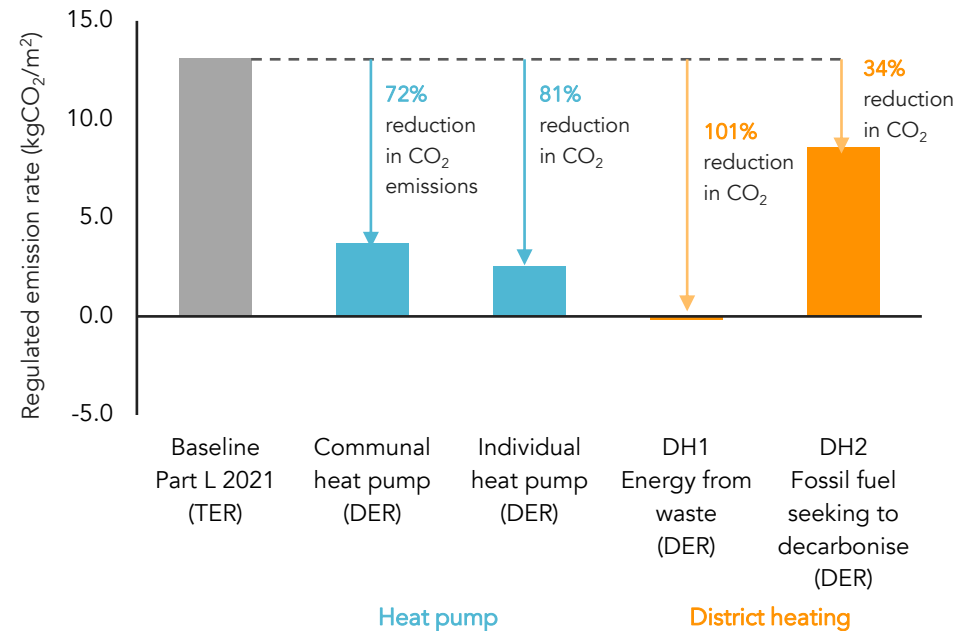 Regulated emission rate (kgCO₂/m²)
15.0
10.0
5.0
0.0
-5.0
72%
reduction
in CO₂
emissions
81%
reduction
in CO₂
101%
reduction
in CO₂
34%
reduction
in CO₂
Baseline
Part L 2021
(TER)
Communal
heat pump
(DER)
Individual
heat pump
(DER)
DH1
Energy from
waste
(DER)
DH2
Fossil fuel
seeking to
decarbonise
(DER)
Heat pump
District heating